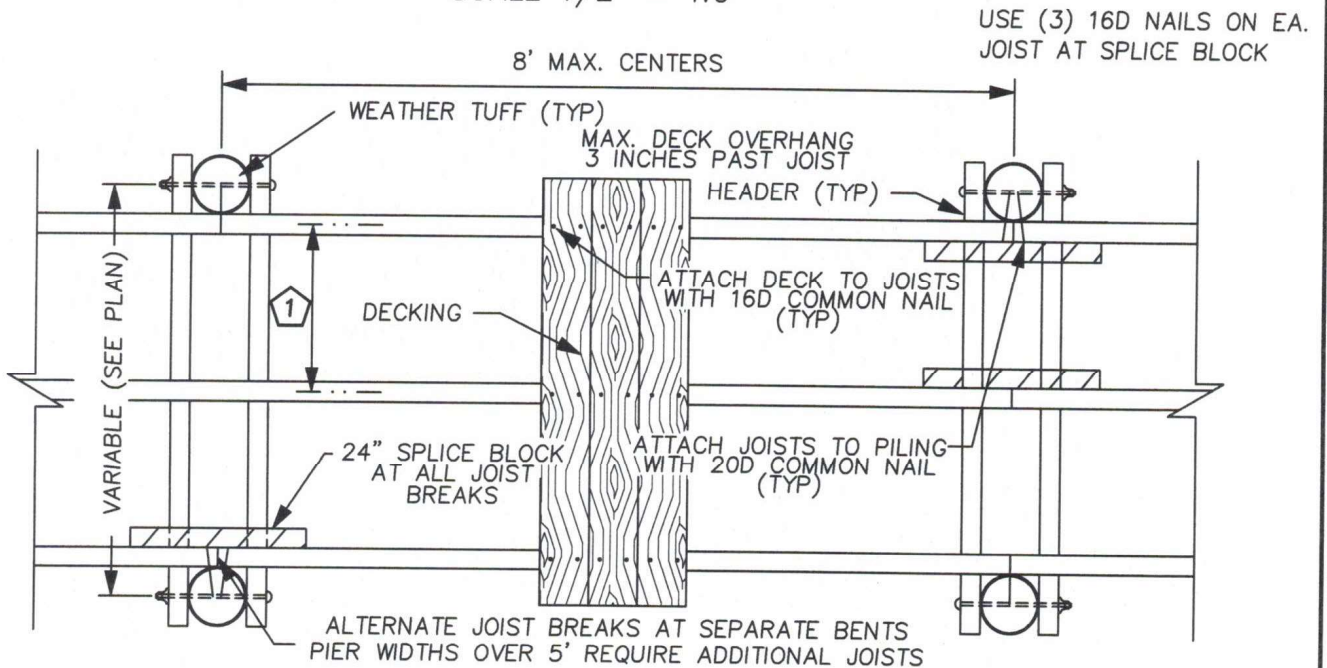 USE (3) 16D NAILS ON EA.
JOIST AT SPLICE BLOCK
8' MAX. CENTERS
WEATHER TUFF (TYP)
MAX. DECK OVERHANG
3 INCHES PAST JOIST
HEADER (TYP)
VARIABLE (SEE PLAN)
1
DECKING
ATTACH DECK TO JOISTS
WITH 16D COMMON NAIL
(TYP)
24" SPLICE BLOCK
AT ALL JOIST
BREAKS
ATTACH JOISTS TO PILING
WITH 20D COMMON NAIL
(TYP)
ALTERNATE JOIST BREAKS AT SEPARATE BENTS
PIER WIDTHS OVER 5' REQUIRE ADDITIONAL JOISTS